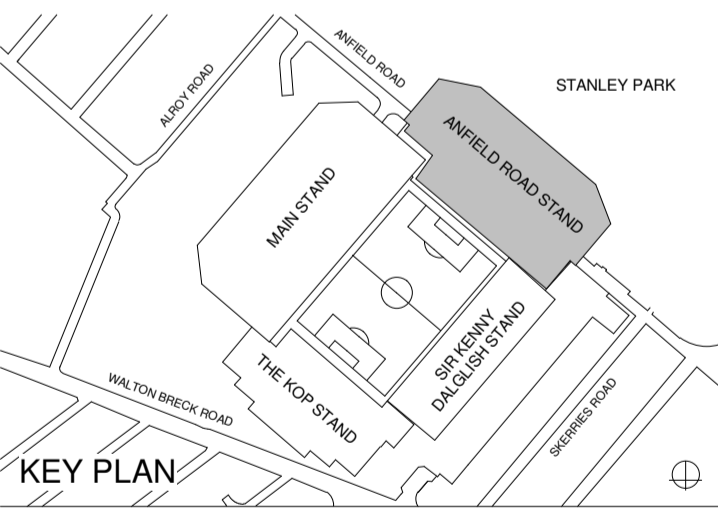 ANFIELD ROAD
STANLEY PARK
ALROY ROAD
ANFIELD ROAD STAND
MAIN STAND
SIR KENNY
DALGLISH STAND
THE KOP STAND
WALTON BRECK ROAD
SKERRIES ROAD
KEY PLAN